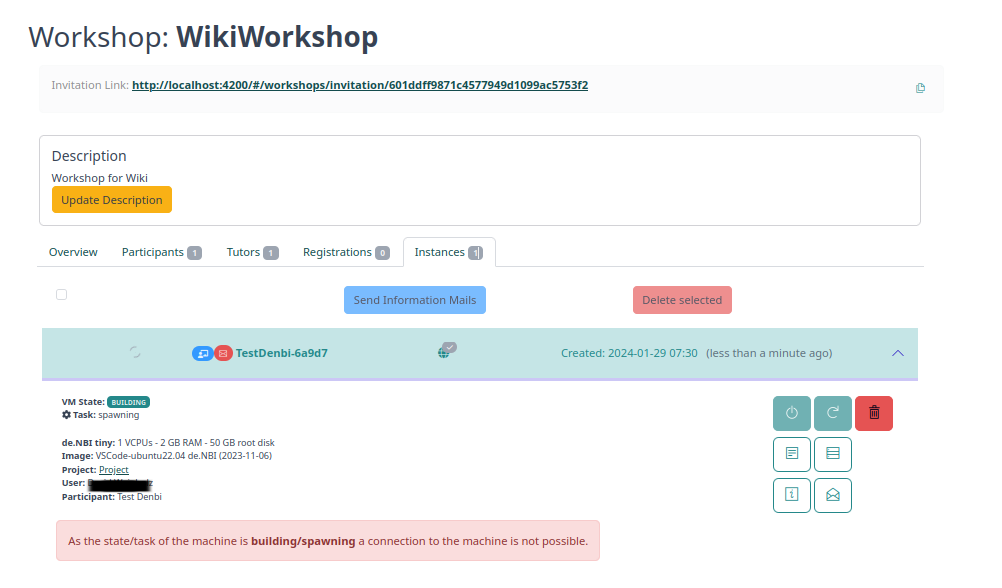 Workshop: WikiWorkshop
Invitation Link: http://localhost:4200/#/workshops/invitation/601ddff9871c4577949d1099ac5753f2
Description
Workshop for Wiki
Update Description
Overview Participants 1 Tutors 1 Registrations 0 Instances 1
Send Information Mails Delete selected
TestDenbi-6a9d7 Created: 2024-01-29 07:30 (less than a minute ago)
VM State: BUILDING
Task: spawning
de.NBI tiny: 1 VCPUs - 2 GB RAM - 50 GB root disk
Image: VSCode-ubuntu22.04 de.NBI (2023-11-06)
Project: Project
User:
Participant: Test Denbi
As the state/task of the machine is building/spawning a connection to the machine is not possible.